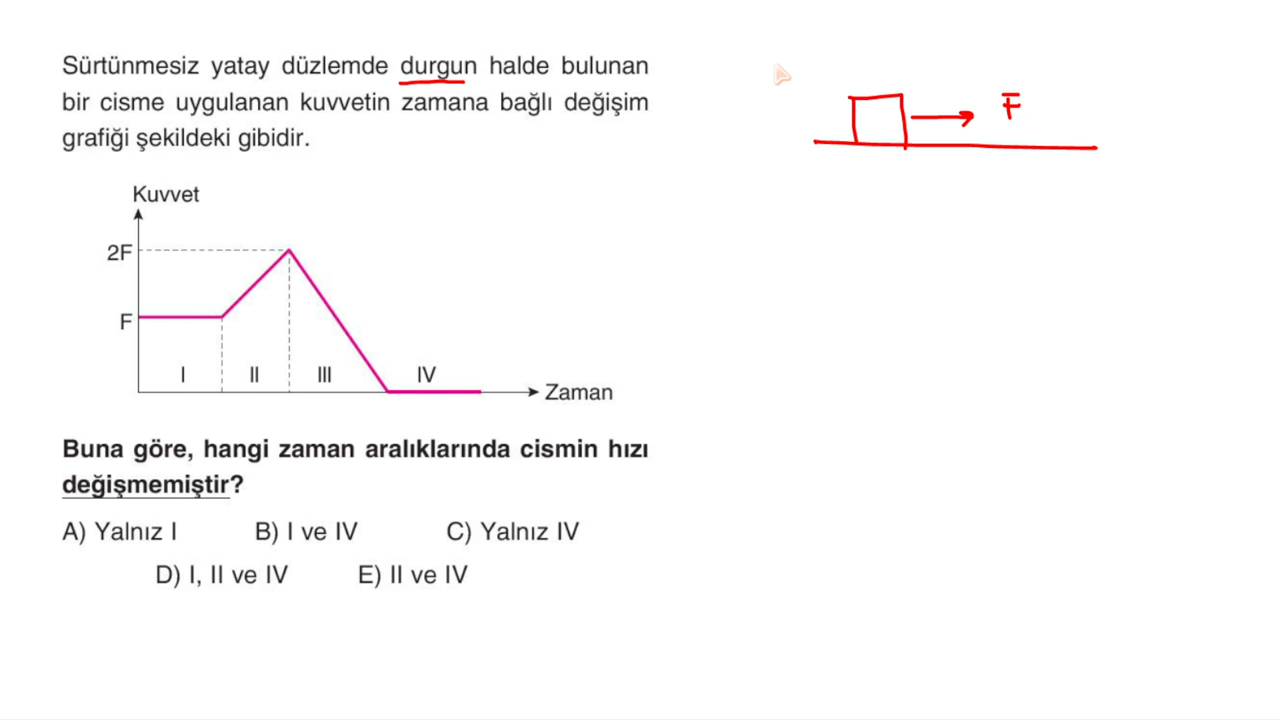 Sürtünmesiz yatay düzlemde durgun halde bulunan
bir cisme uygulanan kuvvetin zamana bağlı değişim
grafiği şekildeki gibidir.
F
Kuvvet
2F
F
I II III IV
Zaman
Buna göre, hangi zaman aralıklarında cismin hızı
değişmemiştir?
A) Yalnız I B) I ve IV C) Yalnız IV
D) I, II ve IV E) II ve IV